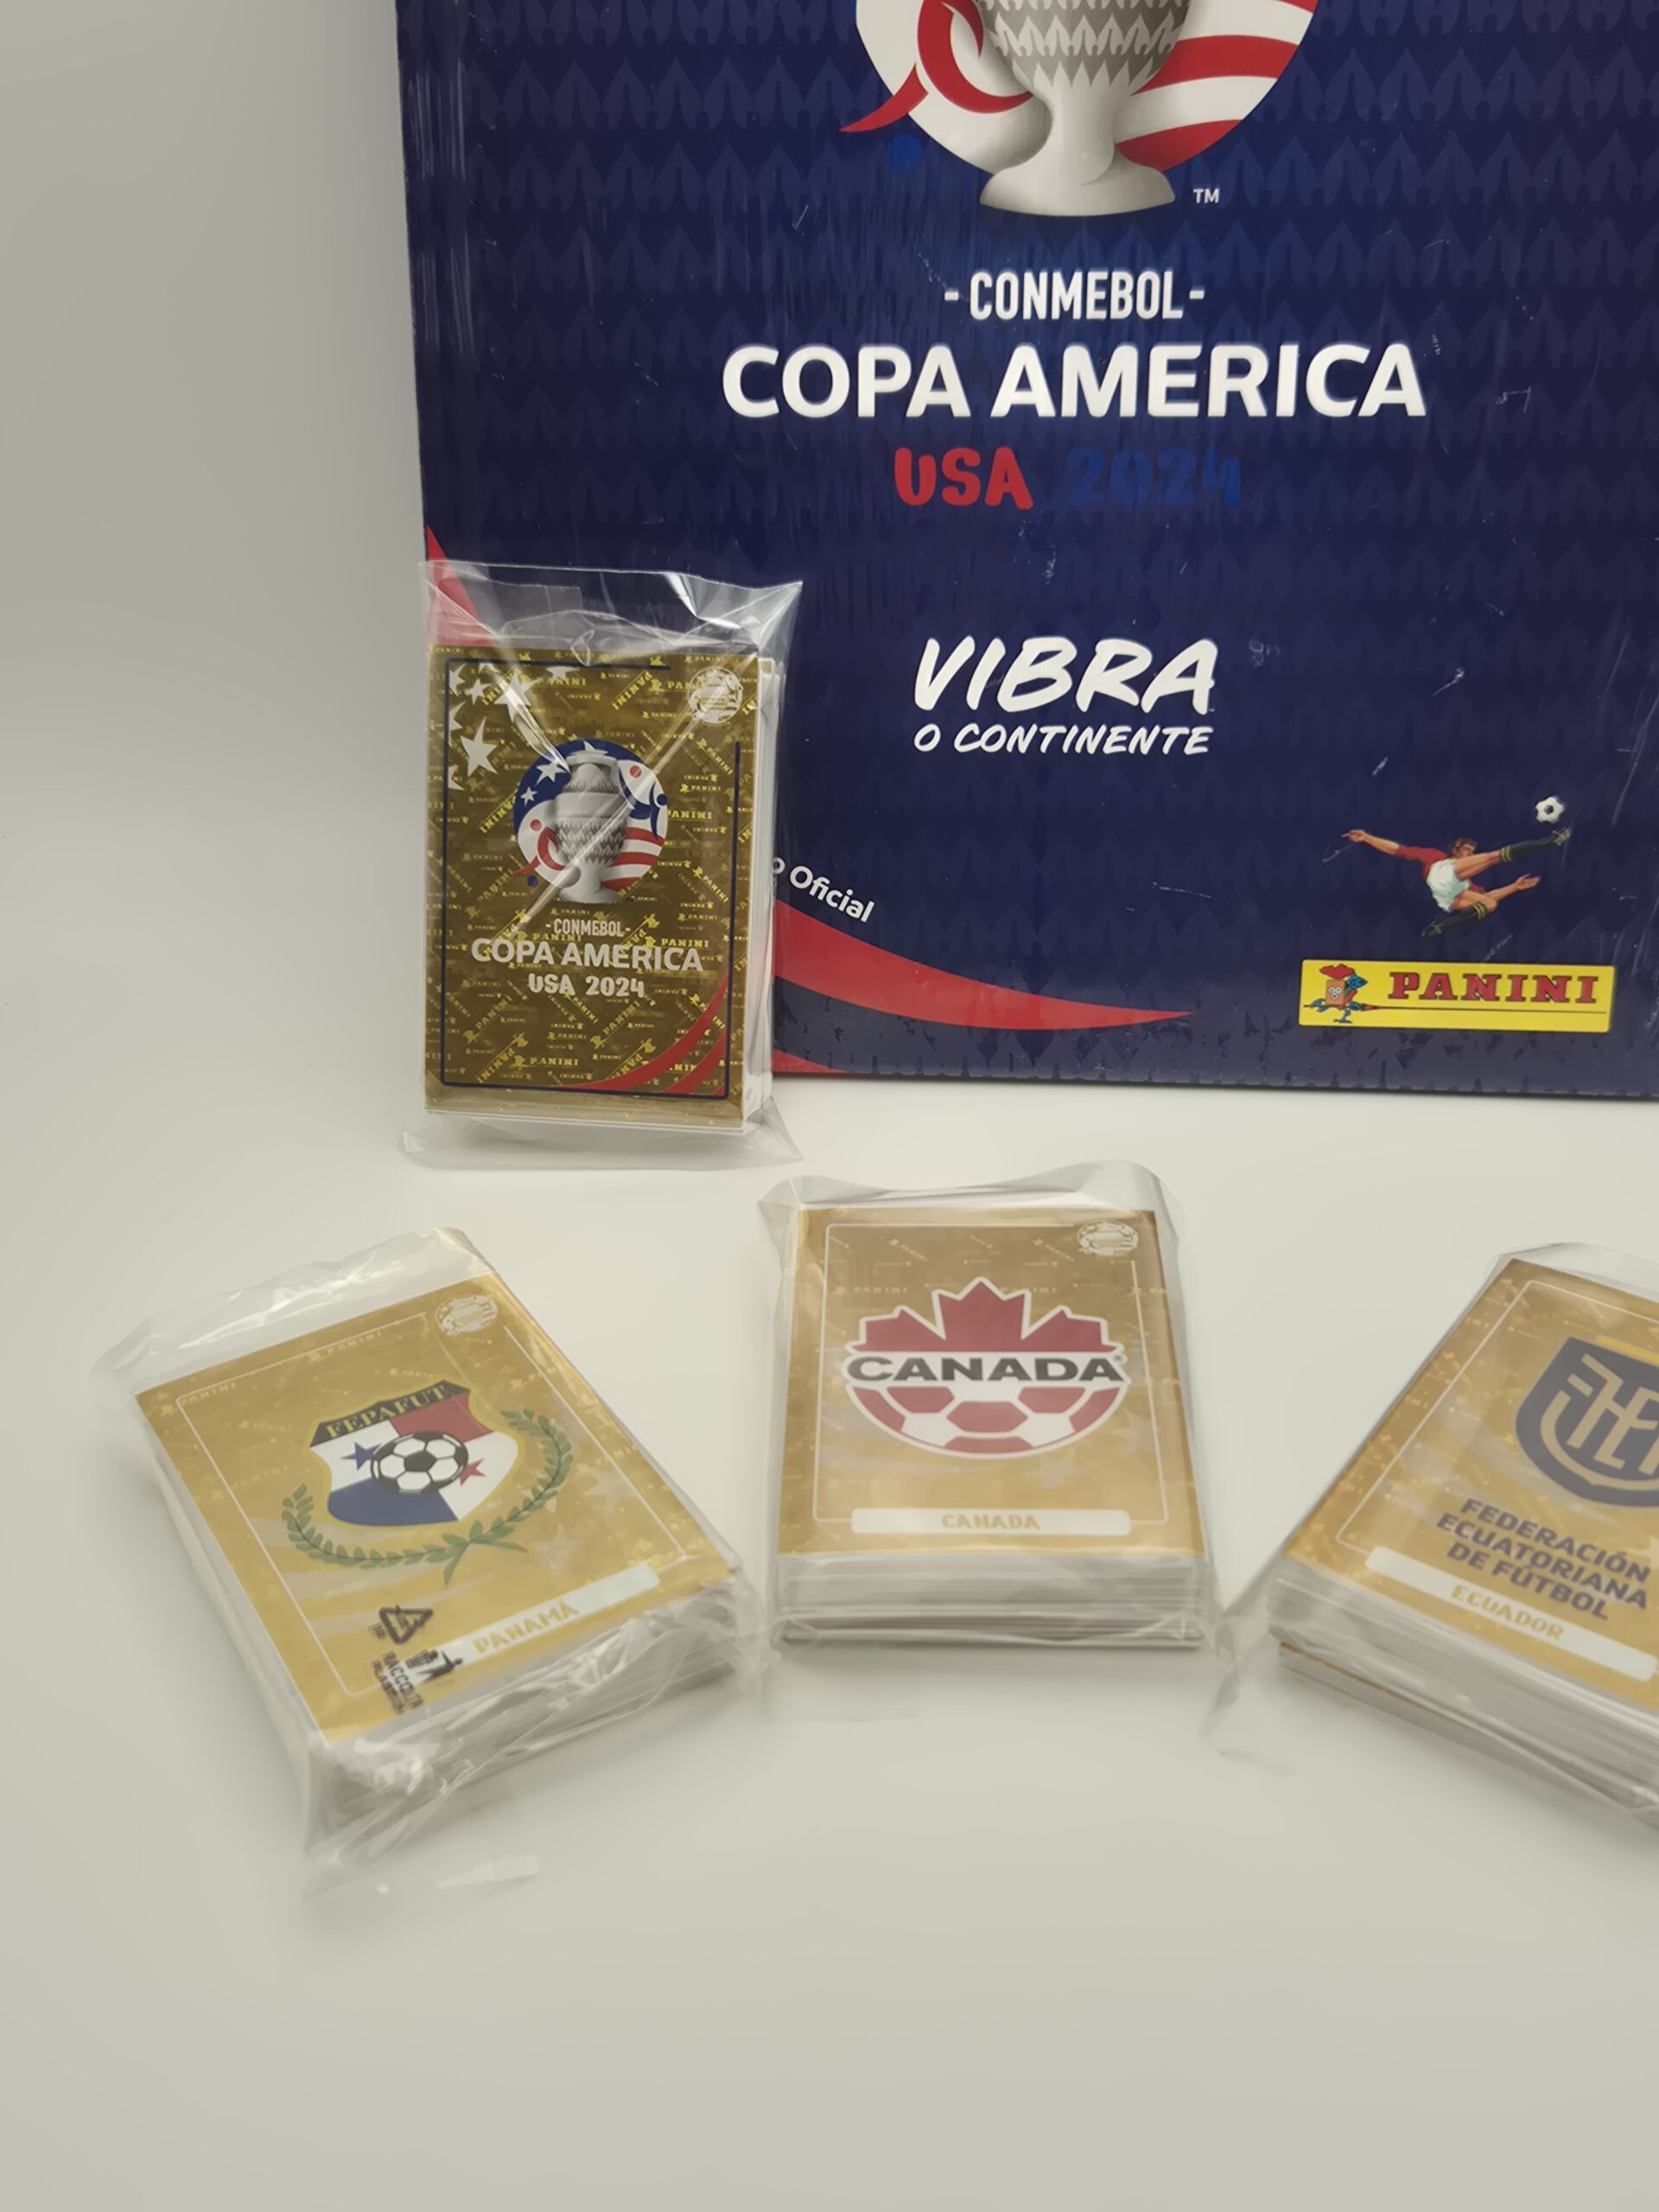 TM
-CONMEBOL-
COPA AMERICA
USA 2024
VIBRA
O CONTINENTE
Oficial
PANINI
-CONMEBOL-
COPA AMERICA
USA 2024
FEPAFUT
PANAMÁ
CANADA
CANADA
FEDERACIÓN
ECUATORIANA
DE FÚTBOL
ECUADOR